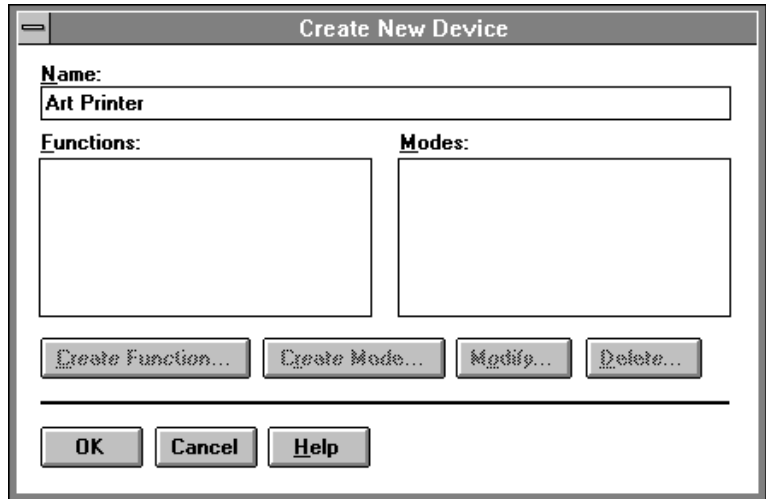 Create New Device
Name:
Art Printer
Functions: Modes:
Create Function... Create Mode... Modify... Delete...
OK Cancel Help